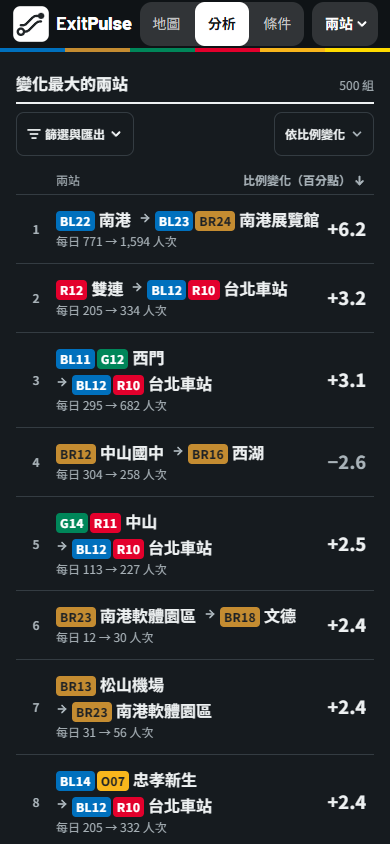 ExitPulse 地圖 分析 條件 兩站
變化最大的兩站 500 組
篩選與匯出 依比例變化
兩站 比例變化（百分點） ↓
1 BL22 南港 → BL23 BR24 南港展覽館 +6.2
每日 771 → 1,594 人次
2 R12 雙連 → BL12 R10 台北車站 +3.2
每日 205 → 334 人次
3 BL11 G12 西門
→ BL12 R10 台北車站 +3.1
每日 295 → 682 人次
4 BR12 中山國中 → BR16 西湖 −2.6
每日 304 → 258 人次
5 G14 R11 中山
→ BL12 R10 台北車站 +2.5
每日 113 → 227 人次
6 BR23 南港軟體園區 → BR18 文德 +2.4
每日 12 → 30 人次
7 BR13 松山機場
→ BR23 南港軟體園區 +2.4
每日 31 → 56 人次
8 BL14 O07 忠孝新生
→ BL12 R10 台北車站 +2.4
每日 205 → 332 人次